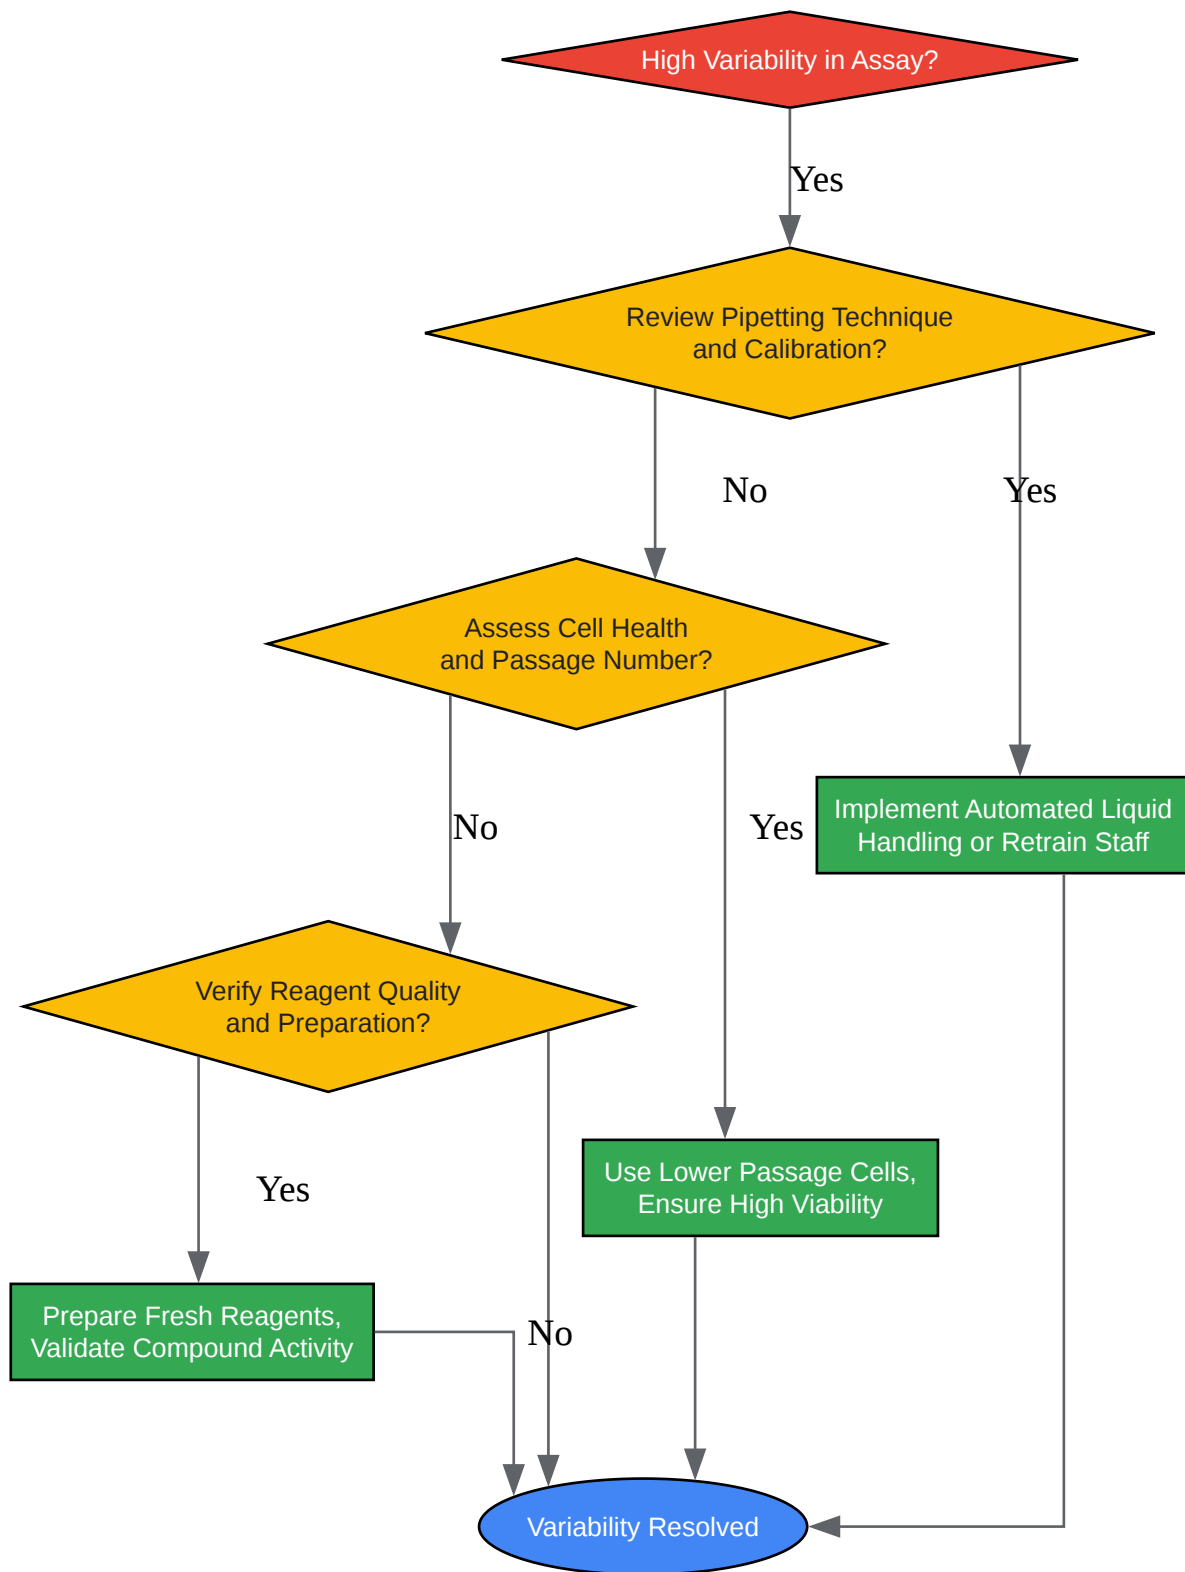 High Variability in Assay?
Yes
Review Pipetting Technique
and Calibration?
No
Yes
Assess Cell Health
and Passage Number?
No
Yes
Implement Automated Liquid
Handling or Retrain Staff
Verify Reagent Quality
and Preparation?
Yes
Use Lower Passage Cells,
Ensure High Viability
Prepare Fresh Reagents,
Validate Compound Activity
No
Variability Resolved